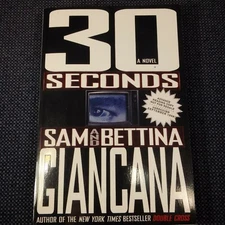 30
A NOVEL
SECONDS
SAM AND BETTINA
GIANCANA
AUTHOR OF THE NEW YORK TIMES BESTSELLER DOUBLE CROSS